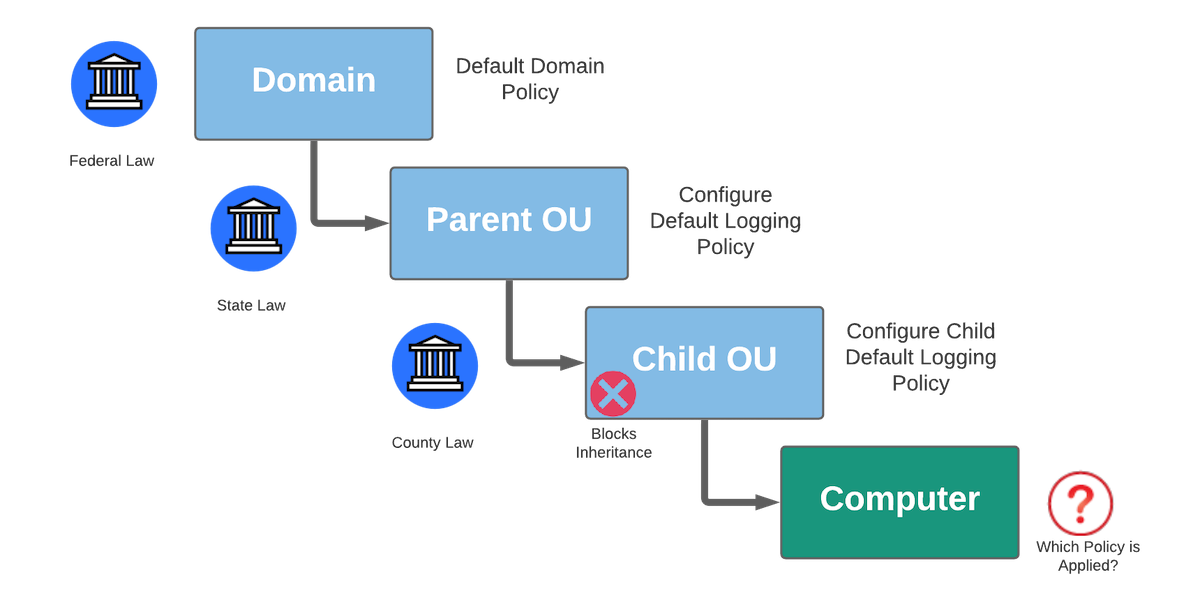 Domain
Default Domain
Policy
Federal Law
Parent OU
Configure
Default Logging
Policy
State Law
Child OU
Configure Child
Default Logging
Policy
County Law
Blocks
Inheritance
Computer
Which Policy is
Applied?